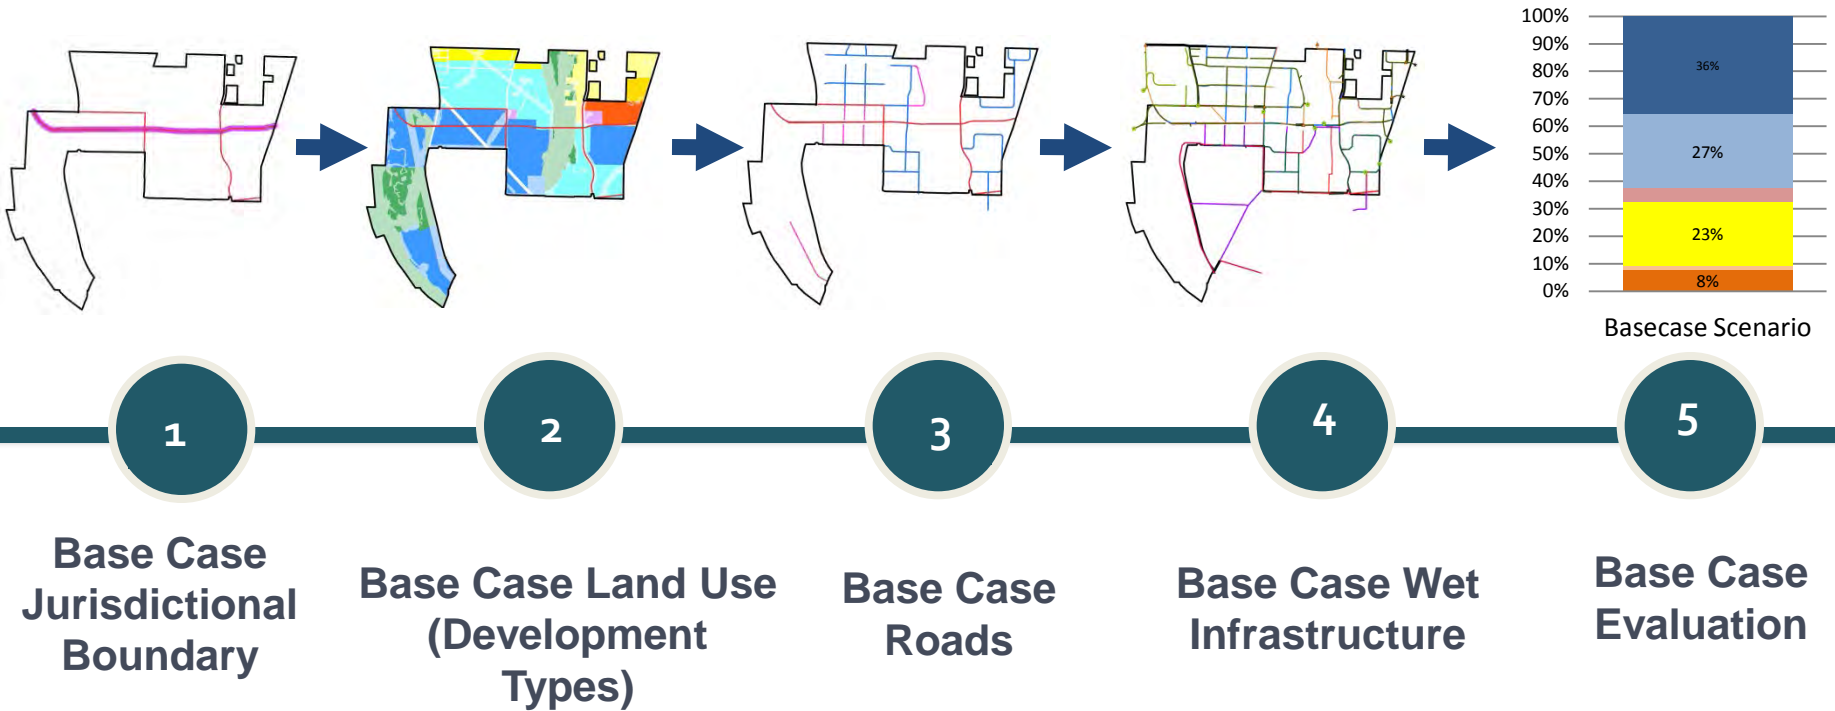 100%
90%
80%
70%
60%
50%
40%
30%
20%
10%
0%
36%
27%
23%
8%
Basecase Scenario
1
2
3
4
5
Base Case
Jurisdictional
Boundary
Base Case Land Use
(Development
Types)
Base Case
Roads
Base Case Wet
Infrastructure
Base Case
Evaluation